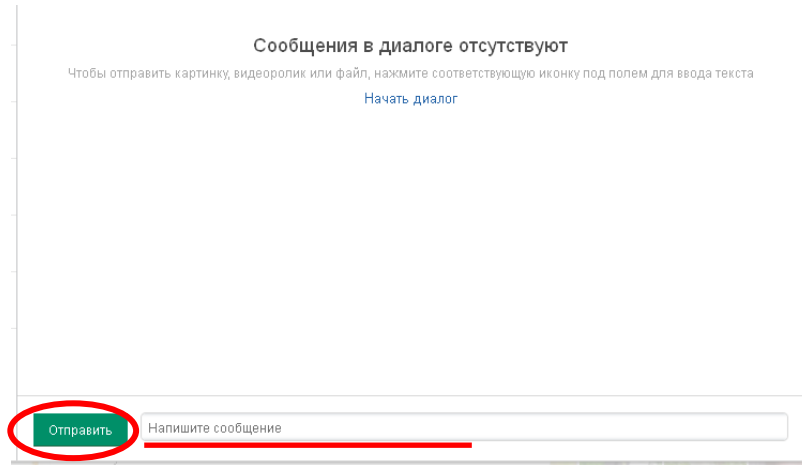 Сообщения в диалоге отсутствуют
Чтобы отправить картинку, видеоролик или файл, нажмите соответствующую иконку под полем для ввода текста
Начать диалог
Отправить
Напишите сообщение